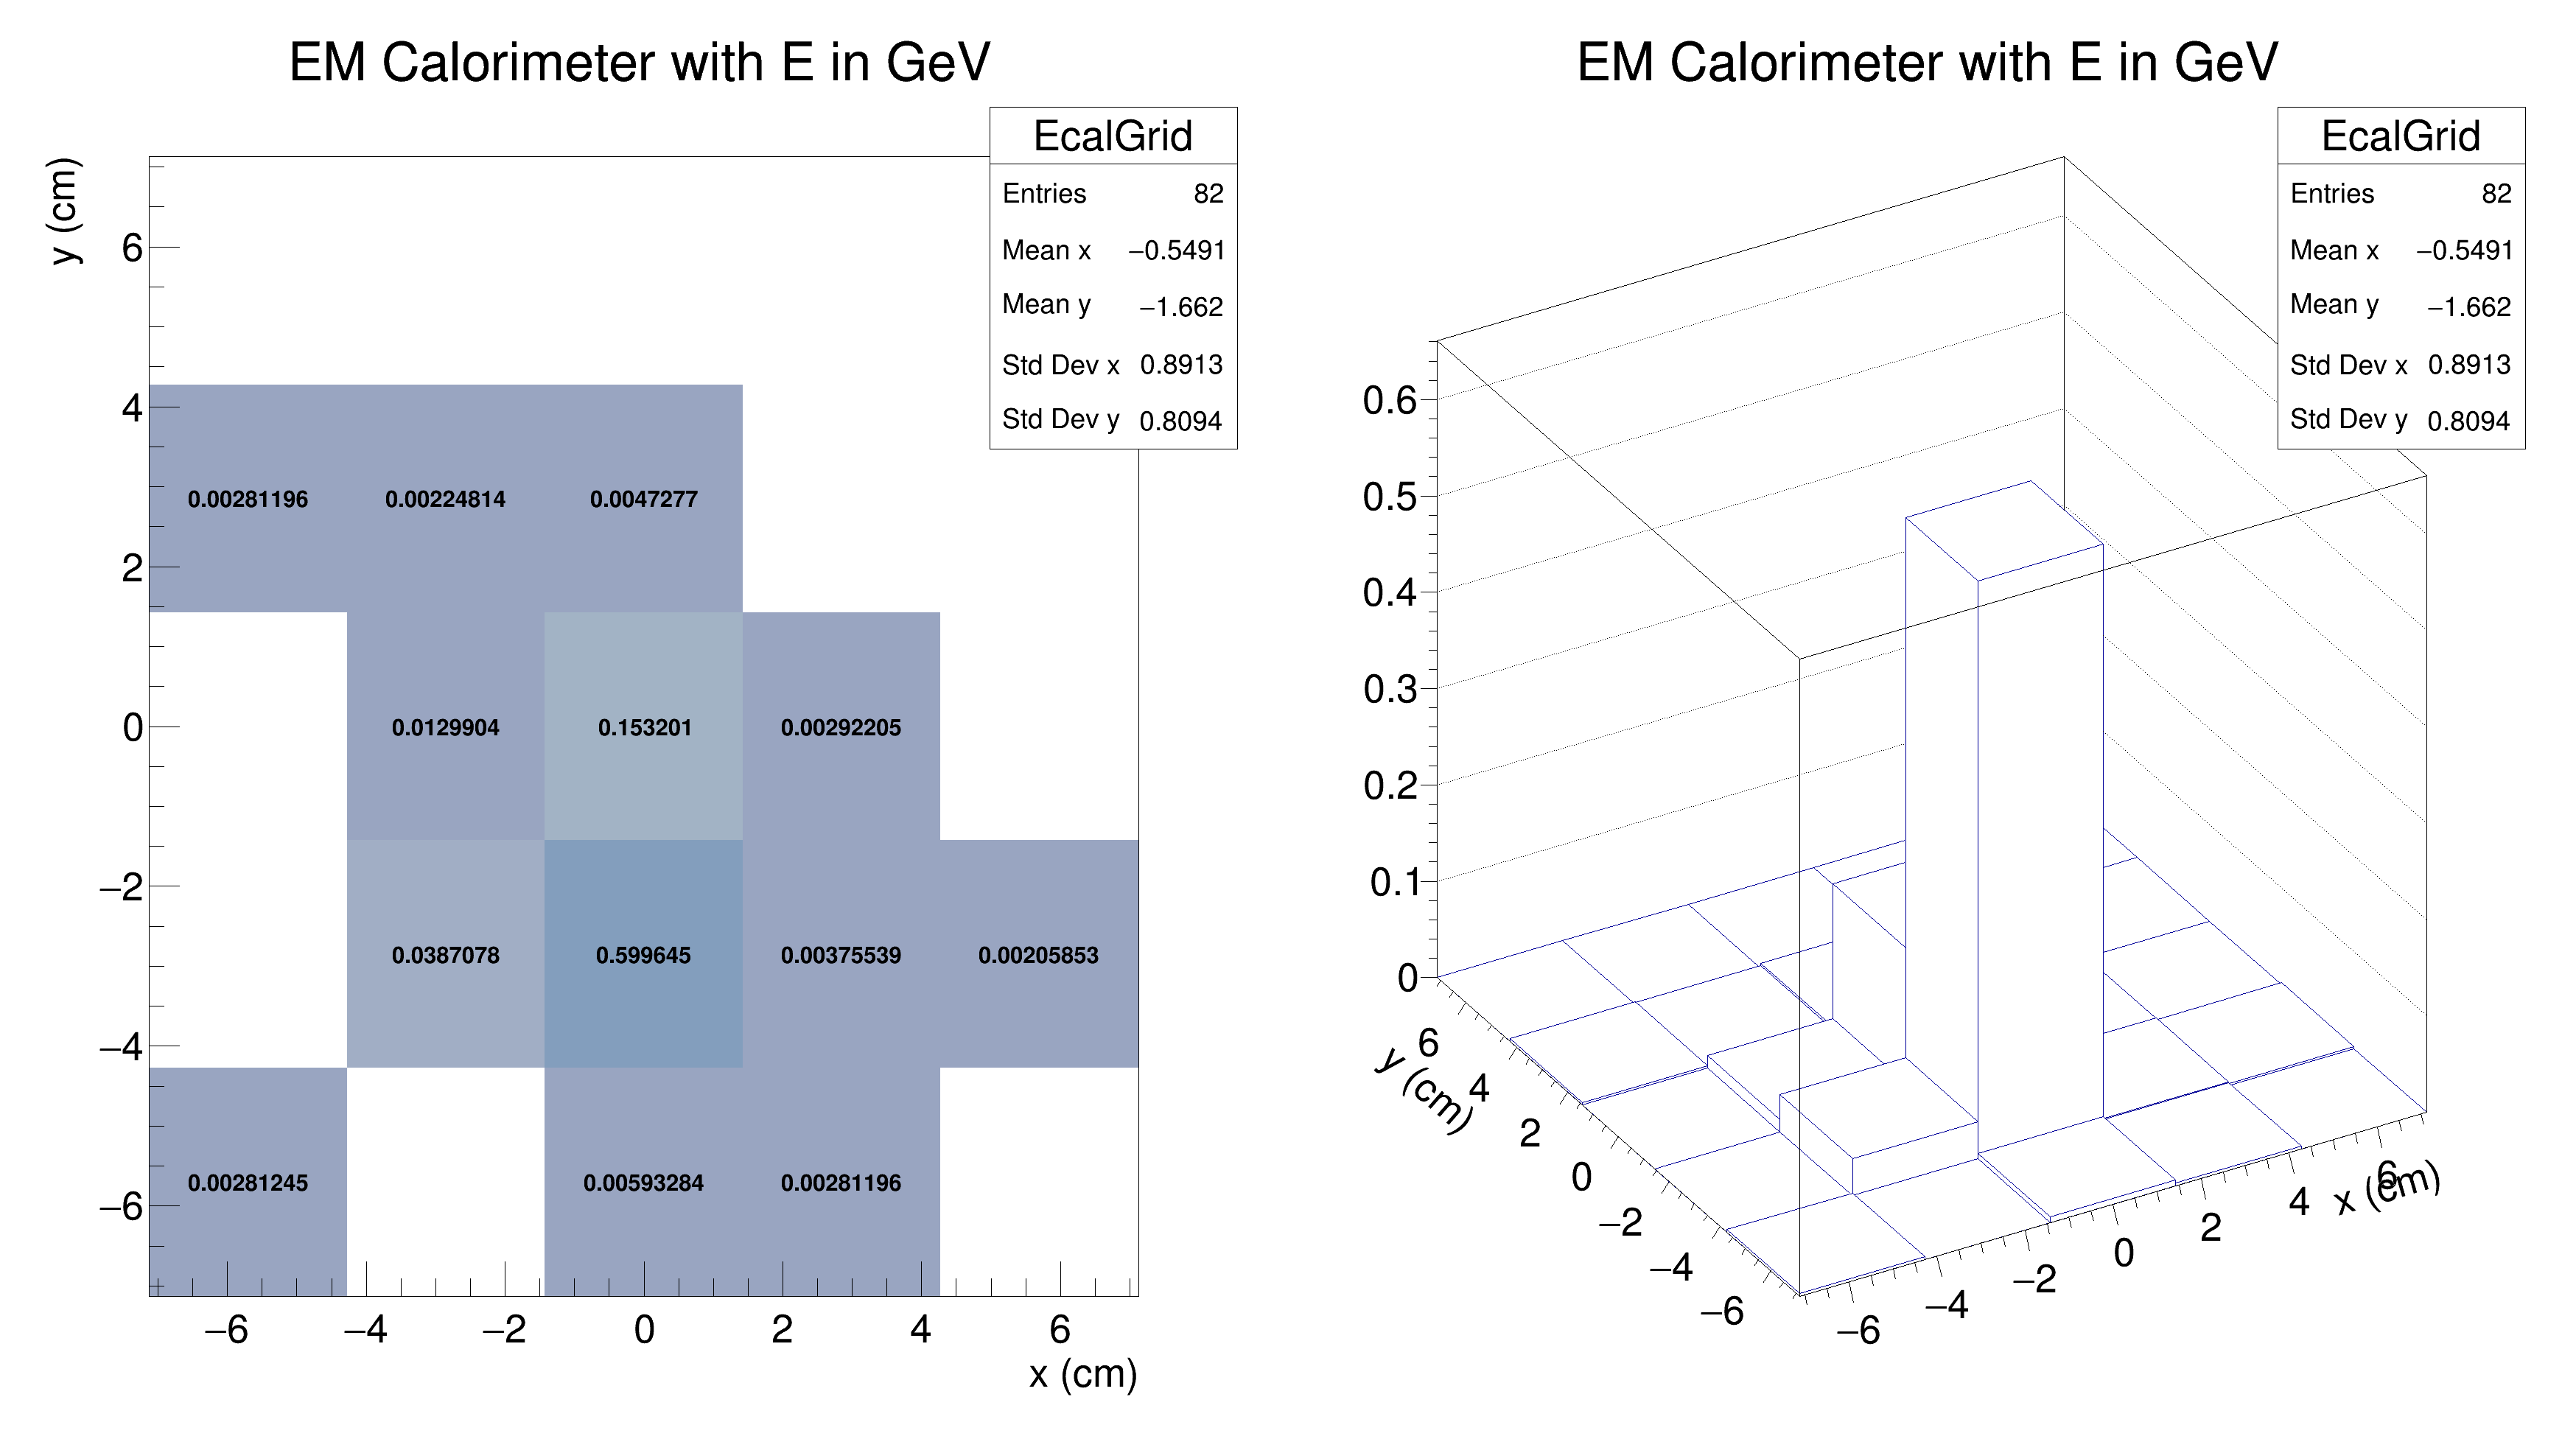 EM Calorimeter with E in GeV
EcalGrid
Entries 82
Mean x −0.5491
Mean y −1.662
Std Dev x 0.8913
Std Dev y 0.8094
y (cm)
6
4
2
0
−2
−4
−6
0.00281196 0.00224814 0.0047277
0.0129904 0.153201 0.00292205
0.0387078 0.599645 0.00375539 0.00205853
0.00281245 0.00593284 0.00281196
−6 −4 −2 0 2 4 6
x (cm)
EM Calorimeter with E in GeV
EcalGrid
Entries 82
Mean x −0.5491
Mean y −1.662
Std Dev x 0.8913
Std Dev y 0.8094
0.6
0.5
0.4
0.3
0.2
0.1
0
y (cm)
6
4
2
0
−2
−4
−6
−6 −4 −2 0 2 4 6
x (cm)